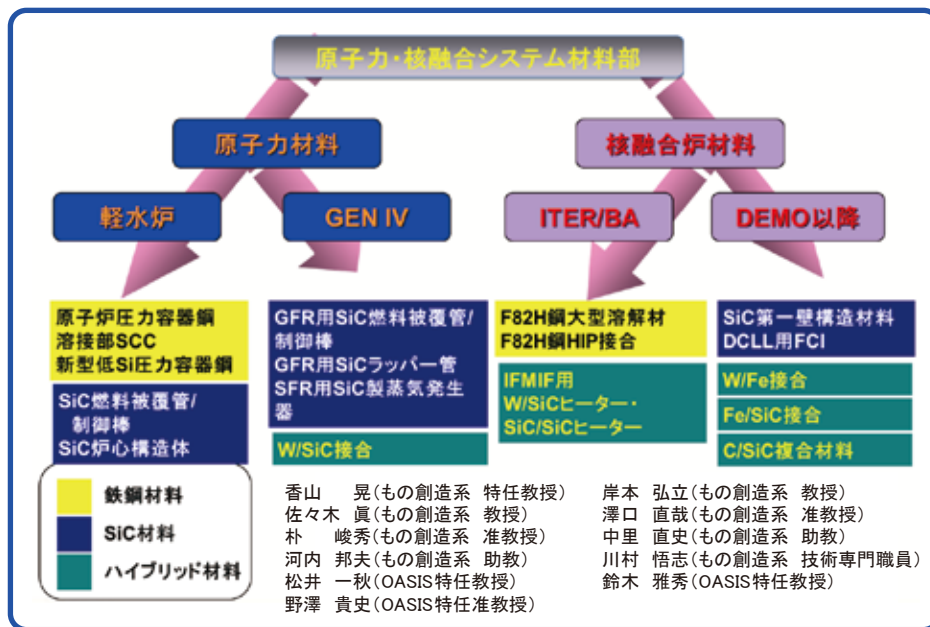 原子力・核融合システム材料部
原子力材料
核融合炉材料
軽水炉
GEN IV
ITER/BA
DEMO以降
原子炉圧力容器鋼
溶接部SCC
新型低Si圧力容器鋼
SiC燃料被覆管/
制御棒
SiC炉心構造体
GFR用SiC燃料被覆管/
制御棒
GFR用SiCラッパー管
SFR用SiC製蒸気発生
器
W/SiC接合
F82H鋼大型溶解材
F82H鋼HIP接合
IFMIF用
W/SiCヒーター・
SiC/SiCヒーター
SiC第一壁構造材料
DCLL用FCI
W/Fe接合
Fe/SiC接合
C/SiC複合材料
鉄鋼材料
SiC材料
ハイブリッド材料
香山 晃(もの創造系 特任教授)
佐々木 眞(もの創造系 教授)
朴 峻秀(もの創造系 准教授)
河内 邦夫(もの創造系 助教)
松井 一秋(OASIS特任教授)
野澤 貴史(OASIS特任准教授)
岸本 弘立(もの創造系 教授)
澤口 直哉(もの創造系 准教授)
中里 直史(もの創造系 助教)
川村 悟志(もの創造系 技術専門職員)
鈴木 雅秀(OASIS特任教授)